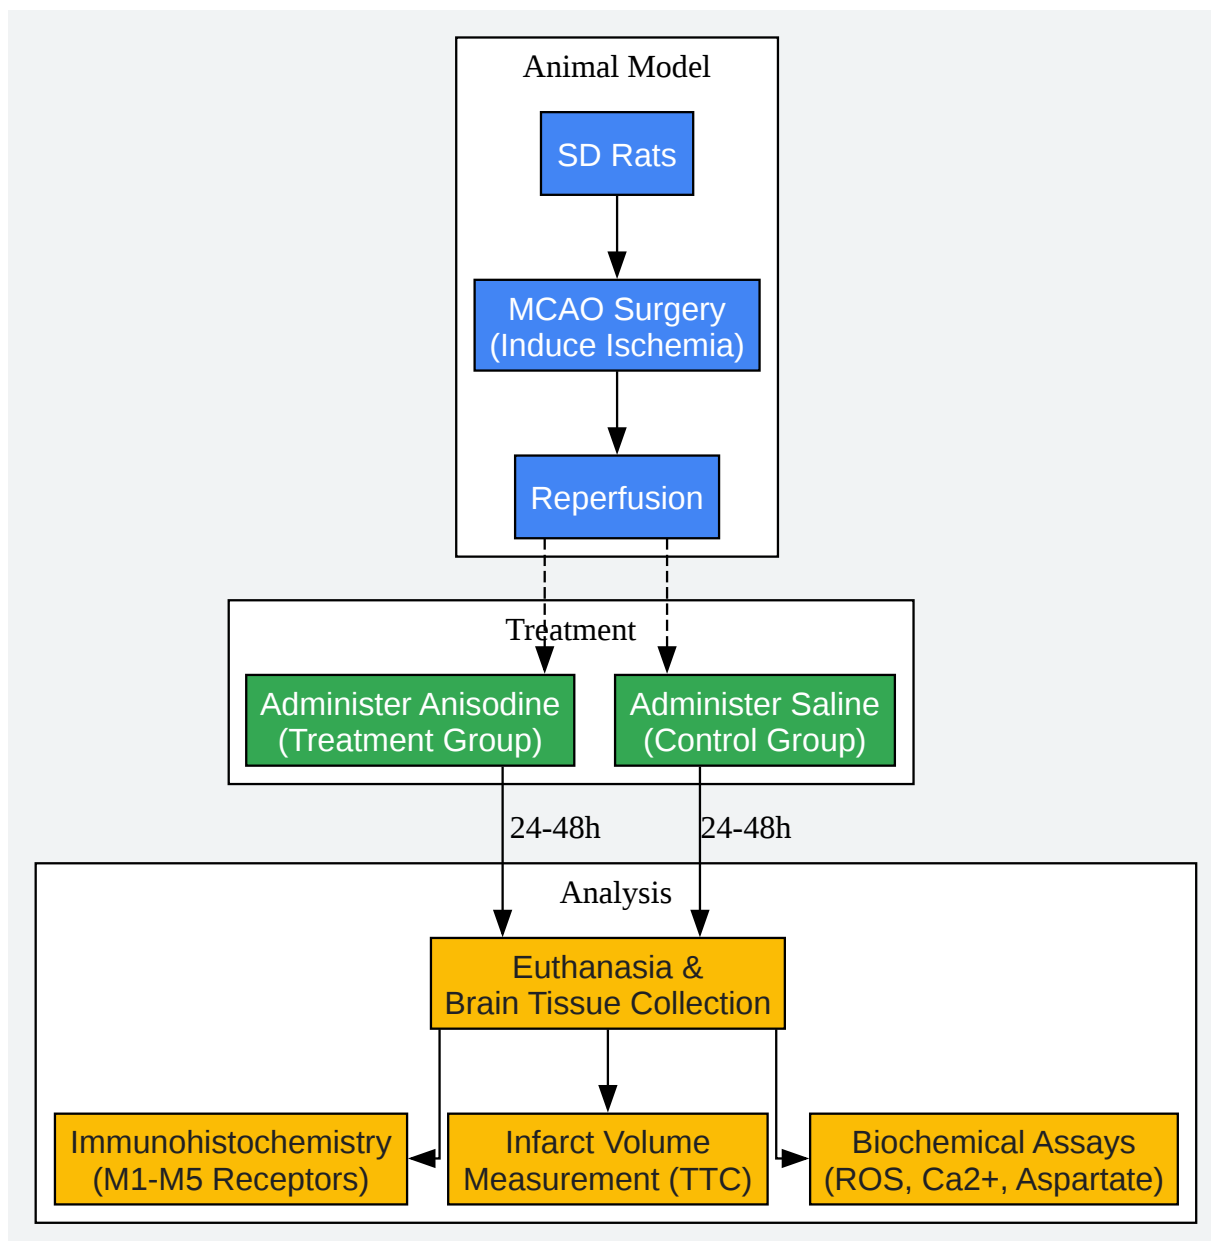 Animal Model
SD Rats
MCAO Surgery
(Induce Ischemia)
Reperfusion
Treatment
Administer Anisodine
(Treatment Group)
Administer Saline
(Control Group)
24-48h
24-48h
Analysis
Euthanasia &
Brain Tissue Collection
Immunohistochemistry
(M1-M5 Receptors)
Infarct Volume
Measurement (TTC)
Biochemical Assays
(ROS, Ca2+, Aspartate)